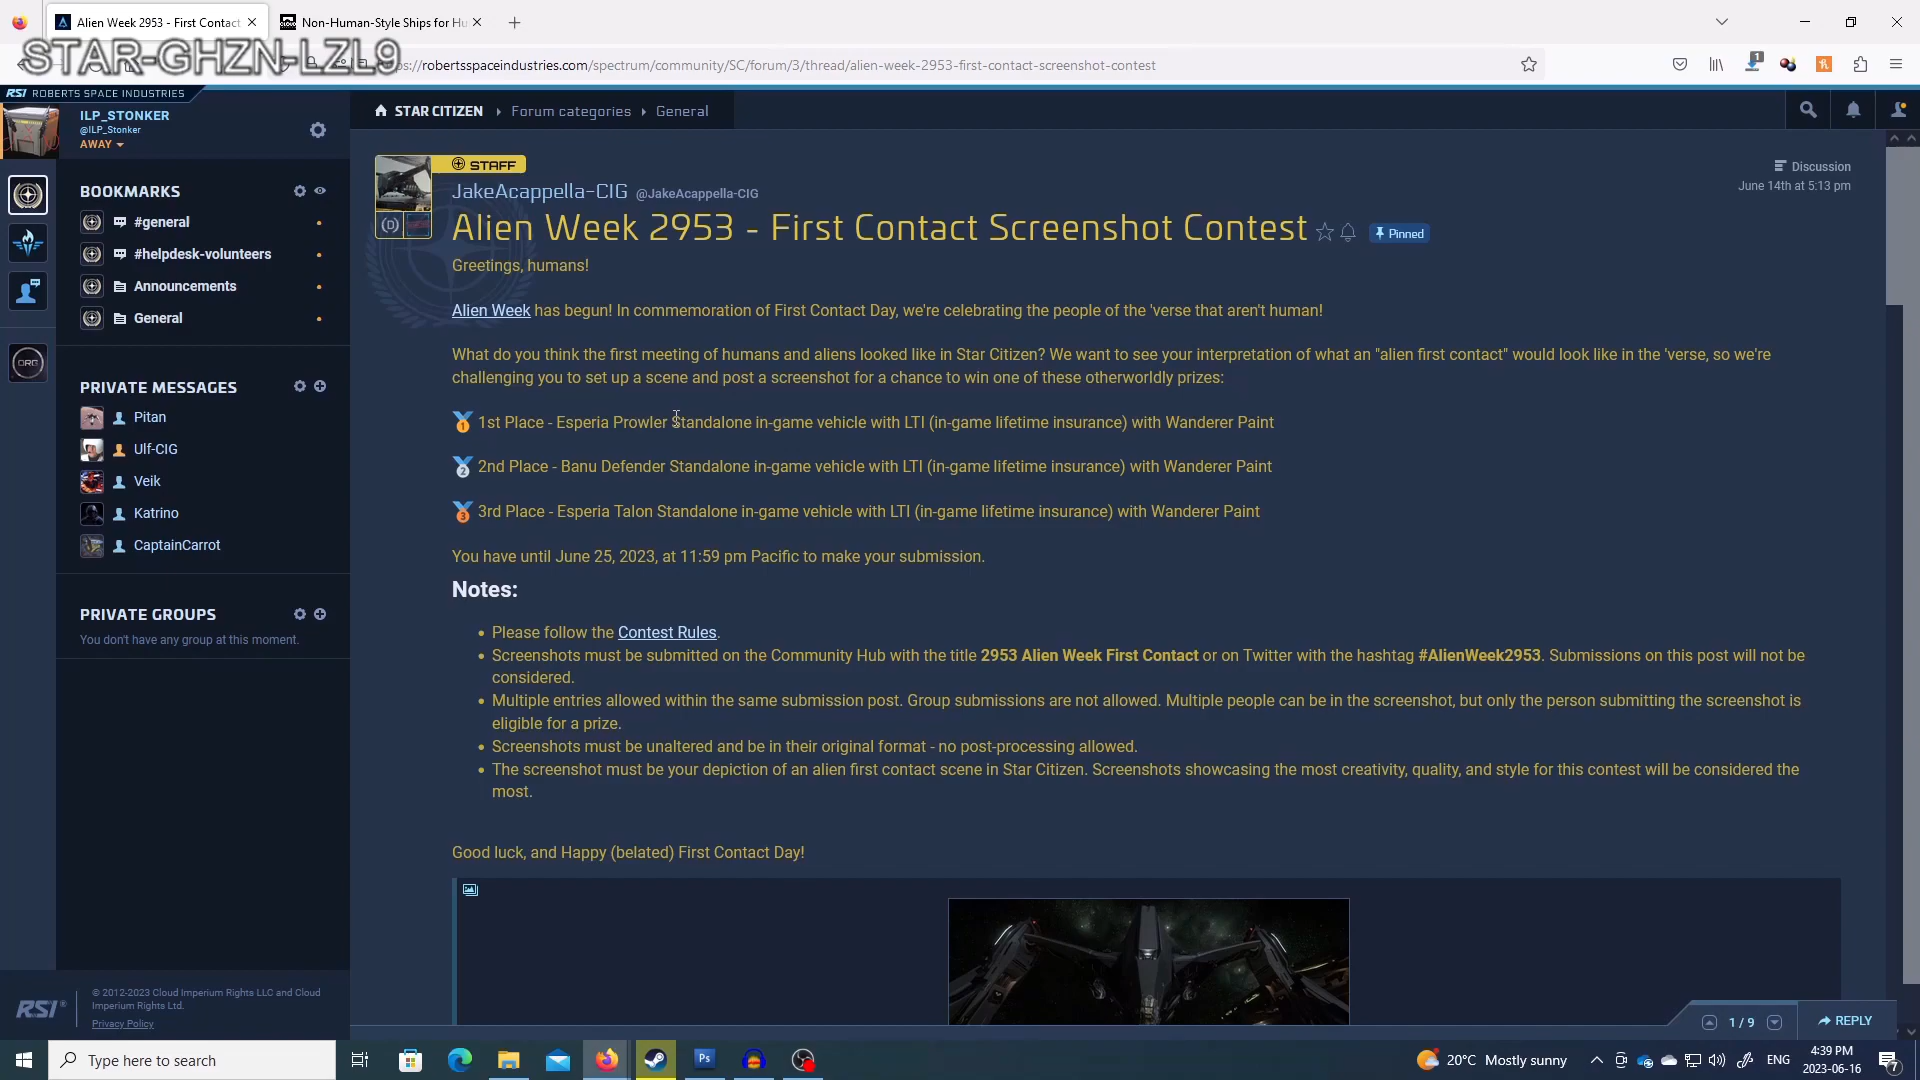 Alien Week 2953 - First Contact
Non-Human-Style Ships for Hu
STAR-GHZN-LZL9
robertsspaceindustries.com/spectrum/community/SC/forum/3/thread/alien-week-2953-first-contact-screenshot-contest
1
RSI ROBERTS SPACE INDUSTRIES
ILP_STONKER
@ILP_Stonker
AWAY
STAR CITIZEN
Forum categories
General
BOOKMARKS
#general
#helpdesk-volunteers
Announcements
General
ORG
PRIVATE MESSAGES
Pitan
Ulf-CIG
Veik
Katrino
CaptainCarrot
PRIVATE GROUPS
You don't have any group at this moment.
RSI
© 2012-2023 Cloud Imperium Rights LLC and Cloud
Imperium Rights Ltd.
Privacy Policy
STAFF
JakeAcappella-CIG @JakeAcappella-CIG
Discussion
June 14th at 5:13 pm
Alien Week 2953 - First Contact Screenshot Contest
Pinned
Greetings, humans!
Alien Week has begun! In commemoration of First Contact Day, we're celebrating the people of the 'verse that aren't human!
What do you think the first meeting of humans and aliens looked like in Star Citizen? We want to see your interpretation of what an "alien first contact" would look like in the 'verse, so we're
challenging you to set up a scene and post a screenshot for a chance to win one of these otherworldly prizes:
1st Place - Esperia Prowler Standalone in-game vehicle with LTI (in-game lifetime insurance) with Wanderer Paint
2nd Place - Banu Defender Standalone in-game vehicle with LTI (in-game lifetime insurance) with Wanderer Paint
3rd Place - Esperia Talon Standalone in-game vehicle with LTI (in-game lifetime insurance) with Wanderer Paint
You have until June 25, 2023, at 11:59 pm Pacific to make your submission.
Notes:
• Please follow the Contest Rules.
• Screenshots must be submitted on the Community Hub with the title 2953 Alien Week First Contact or on Twitter with the hashtag #AlienWeek2953. Submissions on this post will not be
considered.
• Multiple entries allowed within the same submission post. Group submissions are not allowed. Multiple people can be in the screenshot, but only the person submitting the screenshot is
eligible for a prize.
• Screenshots must be unaltered and be in their original format - no post-processing allowed.
• The screenshot must be your depiction of an alien first contact scene in Star Citizen. Screenshots showcasing the most creativity, quality, and style for this contest will be considered the
most.
Good luck, and Happy (belated) First Contact Day!
1 / 9
REPLY
Type here to search
Ps
20°C Mostly sunny
ENG
4:39 PM
2023-06-16
7